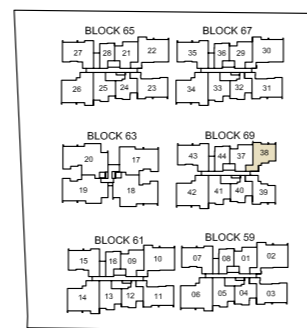 BLOCK 65
27 28 21 22
26 25 24 23
BLOCK 67
35 36 29 30
34 33 32 31
BLOCK 63
20 17
19 18
BLOCK 69
43 44 37 38
42 41 40 39
BLOCK 61
15 16 09 10
14 13 12 11
BLOCK 59
07 08 01 02
06 05 04 03